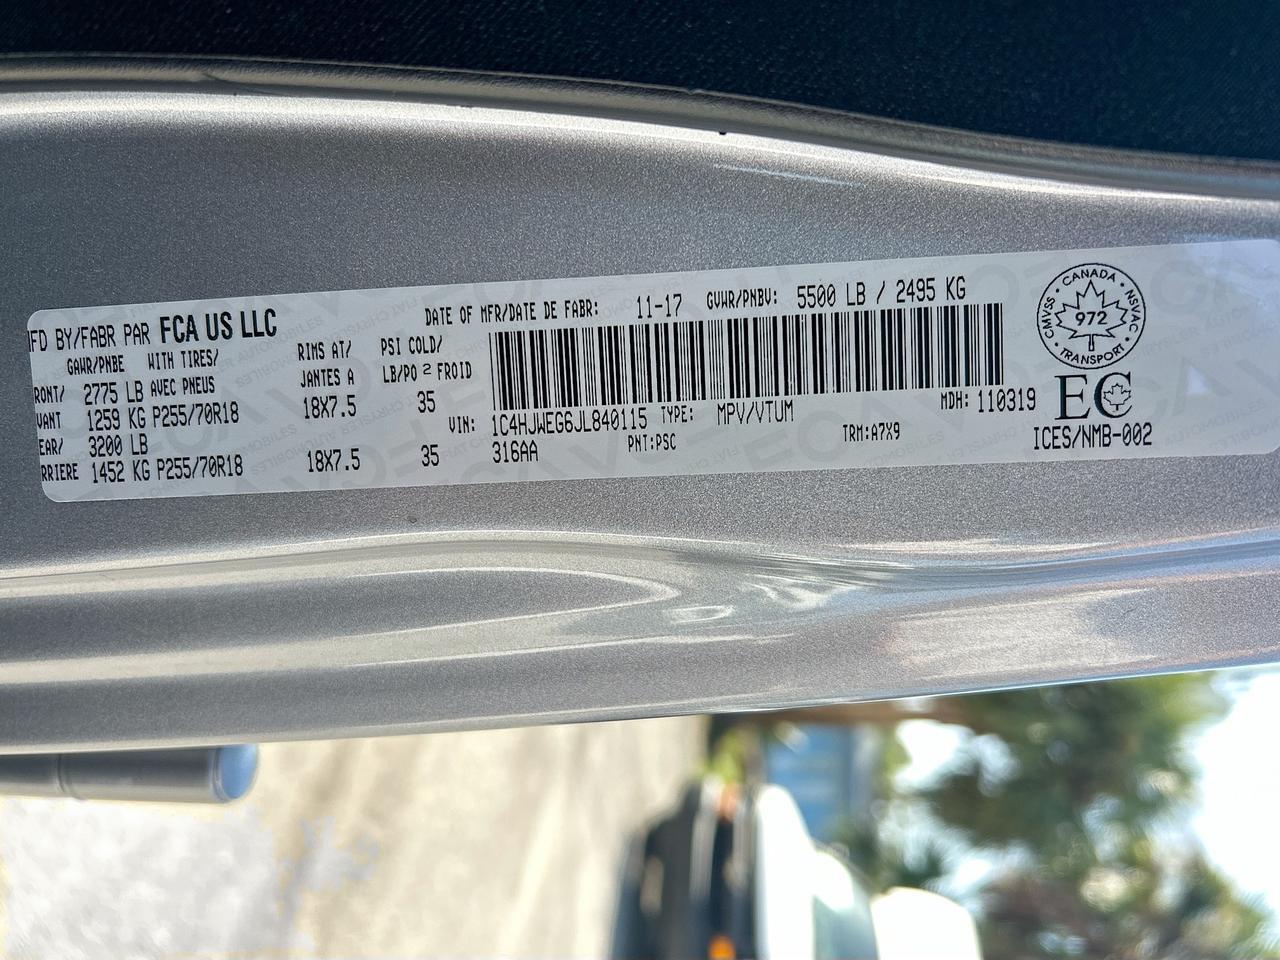 FD BY/FABR PAR FCA US LLC
DATE OF MFR/DATE DE FABR: 11-17 GVWR/PNBV: 5500 LB / 2495 KG
GAWR/PNBE WITH TIRES/ RIMS AT/ PSI COLD/
AVEC PNEUS JANTES A LB/PO 2 FROID
RONT/ 2775 LB
VANT 1259 KG P255/70R18 18X7.5 35
EAR/ 3200 LB
RRIERE 1452 KG P255/70R18 18X7.5 35
VIN: 1C4HJWEG6JL840115 TYPE: MPV/VTUM MDH: 110319
316AA PNT:PSC TRM:A7X9
CANADA
CMVSS · NSVAC
972
TRANSPORT
EC
ICES/NMB-002